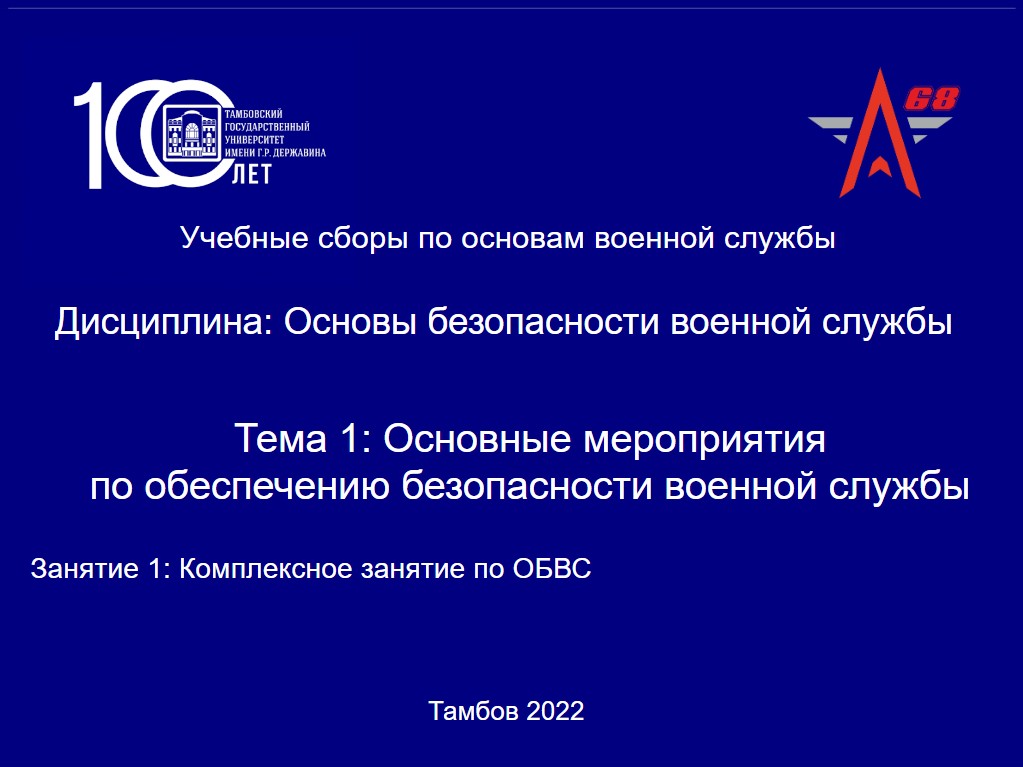 100
ТАМБОВСКИЙ
ГОСУДАРСТВЕННЫЙ
УНИВЕРСИТЕТ
ИМЕНИ Г.Р. ДЕРЖАВИНА
ЛЕТ
68
Учебные сборы по основам военной службы
Дисциплина: Основы безопасности военной службы
Тема 1: Основные мероприятия
по обеспечению безопасности военной службы
Занятие 1: Комплексное занятие по ОБВС
Тамбов 2022